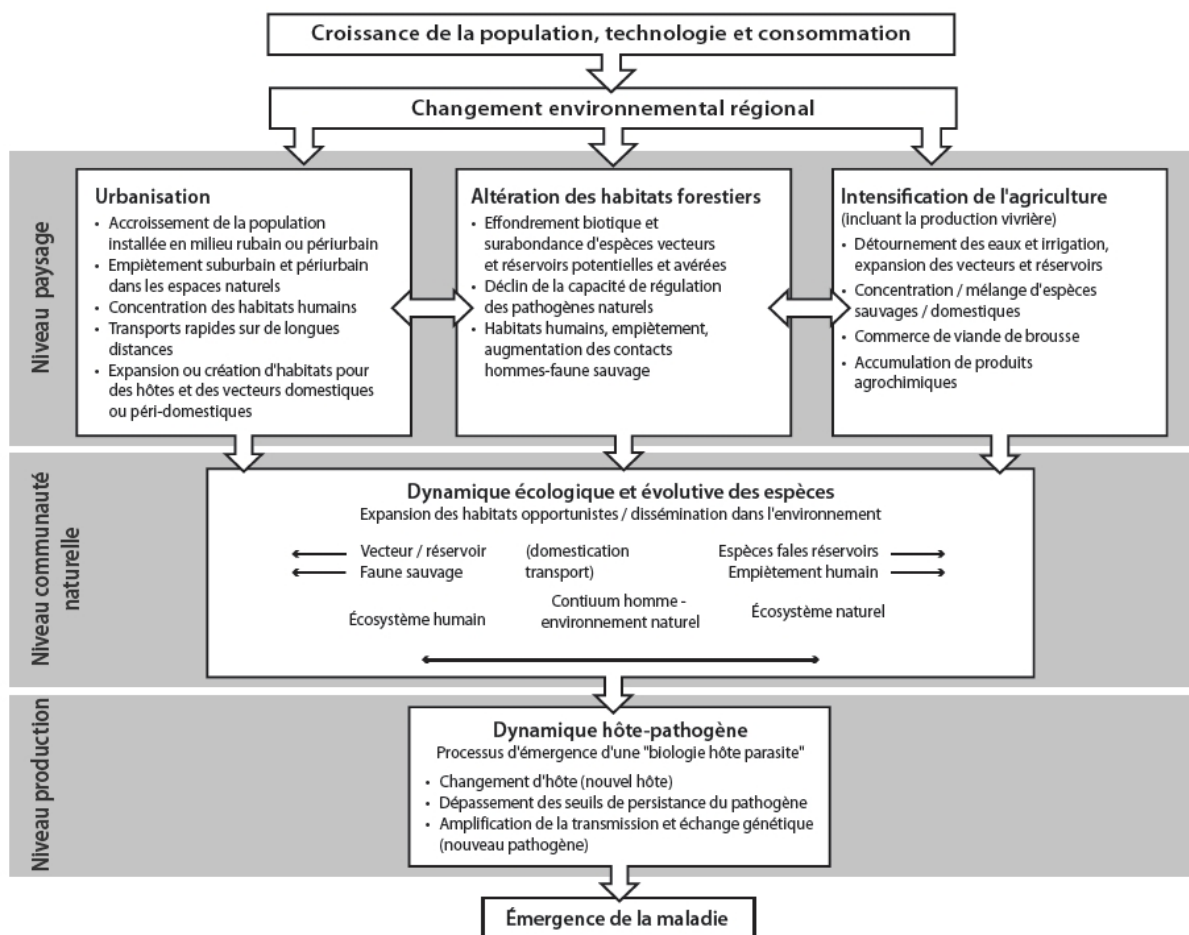 Croissance de la population, technologie et consommation
Changement environnemental régional
Niveau paysage
Urbanisation
• Accroissement de la population
installée en milieu rubain ou périurbain
• Empiètement suburbain et périurbain
dans les espaces naturels
• Concentration des habitats humains
• Transports rapides sur de longues
distances
• Expansion ou création d'habitats pour
des hôtes et des vecteurs domestiques
ou péri-domestiques
Altération des habitats forestiers
• Effondrement biotique et
surabondance d'espèces vecteurs
et réservoirs potentielles et avérées
• Déclin de la capacité de régulation
des pathogènes naturels
• Habitats humains, empiètement,
augmentation des contacts
hommes-faune sauvage
Intensification de l'agriculture
(incluant la production vivrière)
• Détournement des eaux et irrigation,
expansion des vecteurs et réservoirs
• Concentration / mélange d'espèces
sauvages / domestiques
• Commerce de viande de brousse
• Accumulation de produits
agrochimiques
Niveau communauté
naturelle
Dynamique écologique et évolutive des espèces
Expansion des habitats opportunistes / dissémination dans l'environnement
Vecteur / réservoir (domestication Espèces fales réservoirs
Faune sauvage transport) Empiètement humain
Écosystème humain
Contiuum homme -
environnement naturel
Écosystème naturel
Niveau production
Dynamique hôte-pathogène
Processus d'émergence d'une "biologie hôte parasite"
• Changement d'hôte (nouvel hôte)
• Dépassement des seuils de persistance du pathogène
• Amplification de la transmission et échange génétique
(nouveau pathogène)
Émergence de la maladie